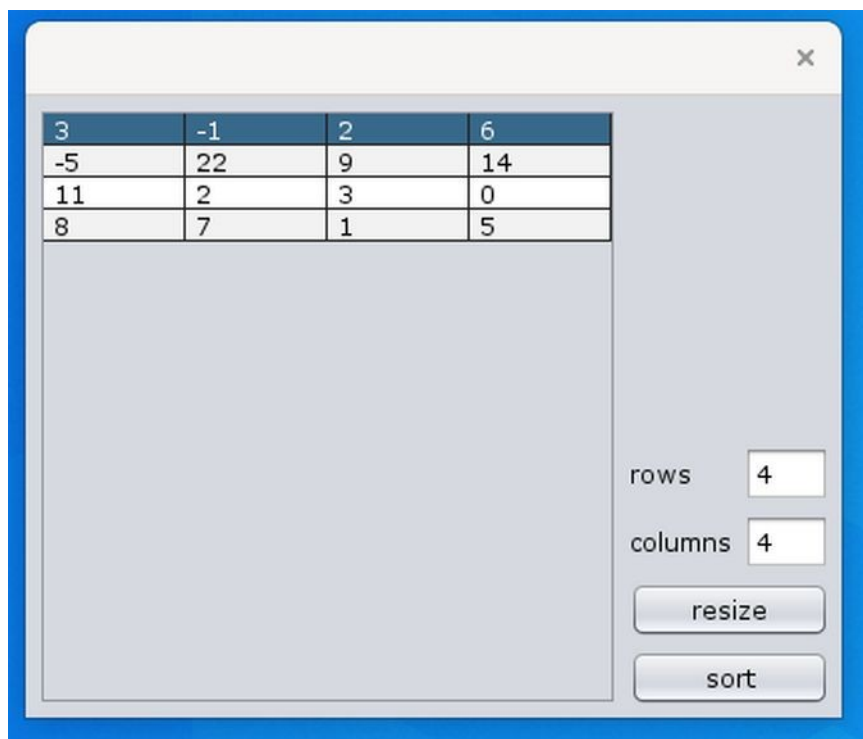 3 -1 2 6
-5 22 9 14
11 2 3 0
8 7 1 5
rows 4
columns 4
resize
sort